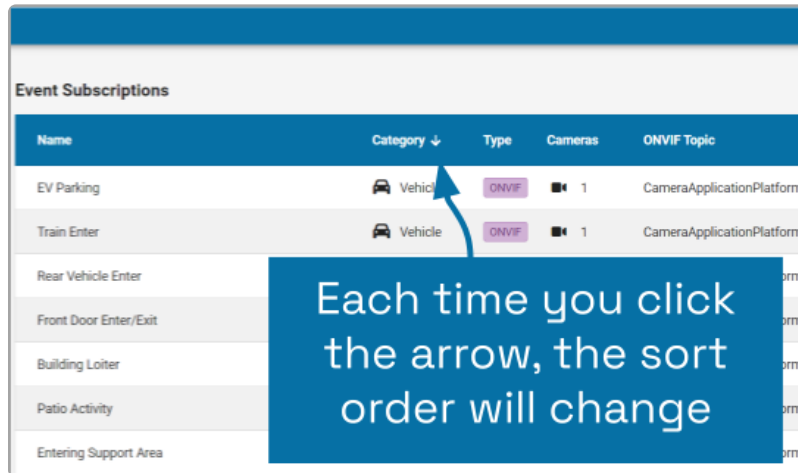 Event Subscriptions
Name Category ↓ Type Cameras ONVIF Topic
EV Parking ONVIF 1
Train Enter Vehicle ONVIF 1
Rear Vehicle Enter
Front Door Enter/Exit
Building Loiter
Patio Activity
Entering Support Area
Each time you click
the arrow, the sort
order will change